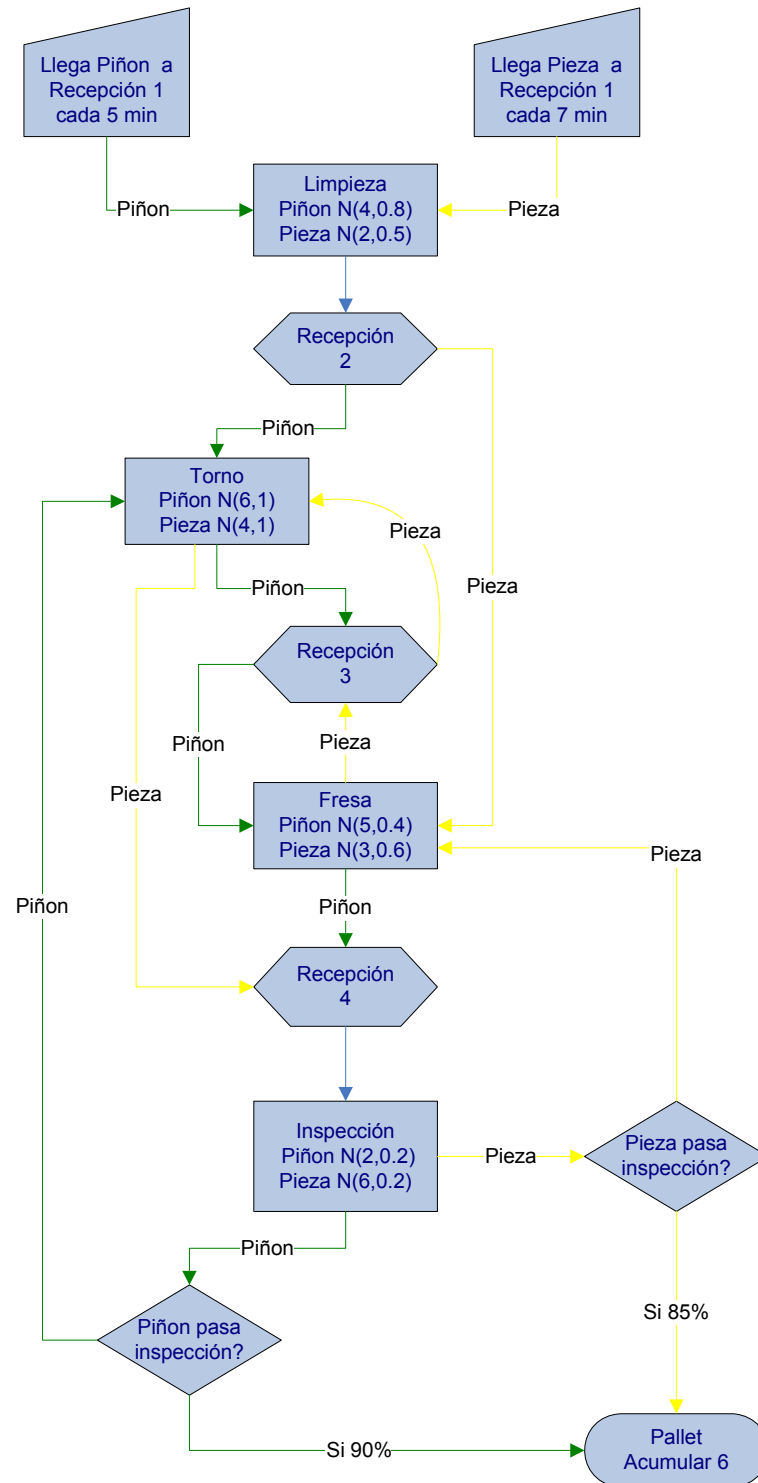 Llega Piñon a
Recepción 1
cada 5 min
Llega Pieza a
Recepción 1
cada 7 min
Piñon
Pieza
Limpieza
Piñon N(4,0.8)
Pieza N(2,0.5)
Recepción
2
Piñon
Torno
Piñon N(6,1)
Pieza N(4,1)
Pieza
Piñon
Pieza
Recepción
3
Piñon
Pieza
Pieza
Fresa
Piñon N(5,0.4)
Pieza N(3,0.6)
Pieza
Piñon
Piñon
Recepción
4
Inspección
Piñon N(2,0.2)
Pieza N(6,0.2)
Pieza
Pieza pasa
inspección?
Piñon
Piñon pasa
inspección?
Si 85%
Si 90%
Pallet
Acumular 6